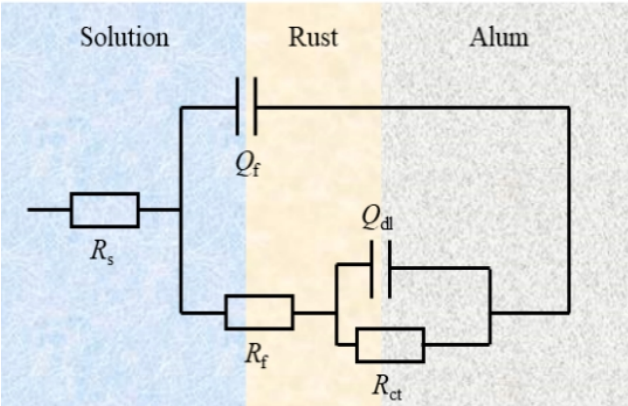 Solution Rust Alum
Qf
Qdl
Rs
Rf
Rct